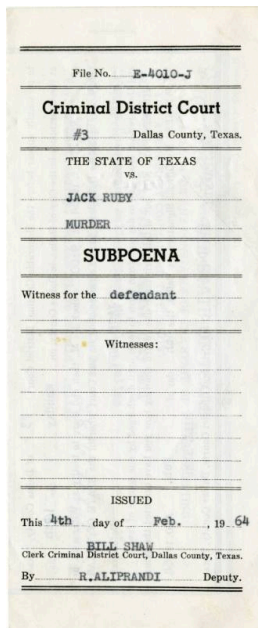 File No. E-4010-J
Criminal District Court
#3 Dallas County, Texas.
THE STATE OF TEXAS
vs.
JACK RUBY
MURDER
SUBPOENA
Witness for the defendant
Witnesses:
ISSUED
This 4th day of Feb. , 19 64
BILL SHAW
Clerk Criminal District Court, Dallas County, Texas.
By R.ALIPRANDI Deputy.